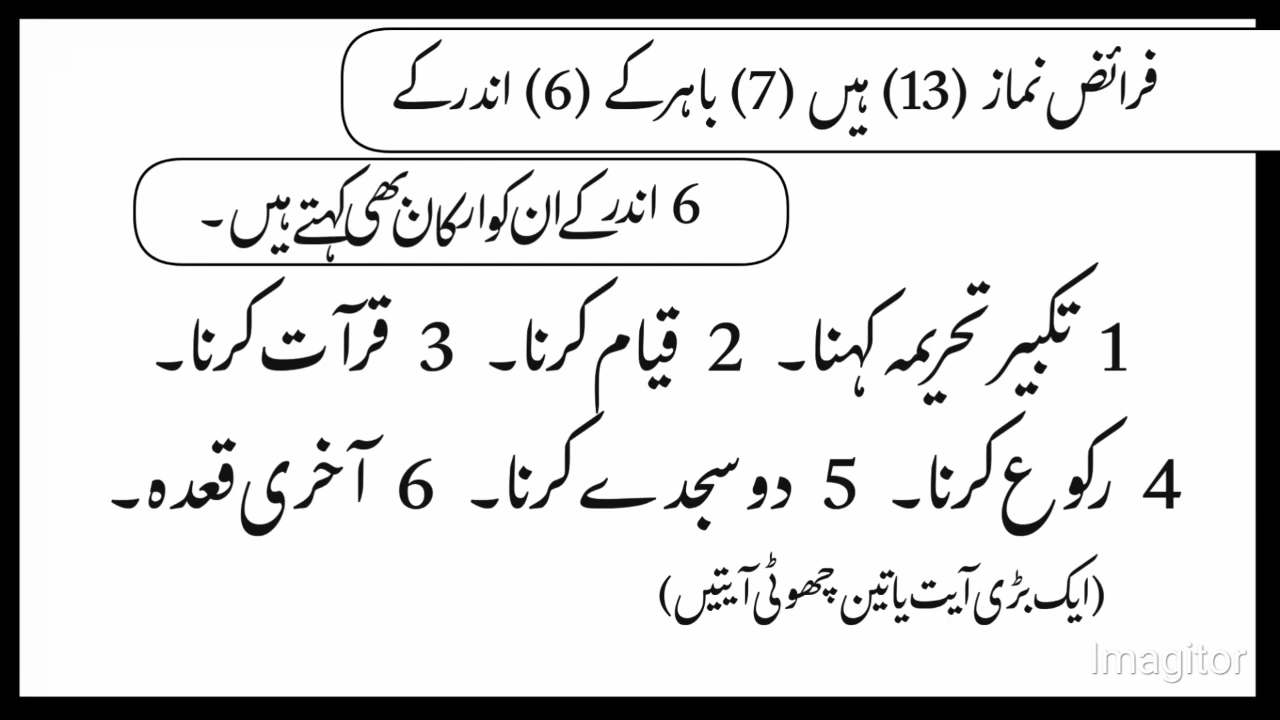 فرائض نماز (13) ہیں (7) باہر کے (6) اندر کے
6 اندر کے ان کو ارکان بھی کہتے ہیں۔
1 تکبیر تحریمہ کہنا۔ 2 قیام کرنا۔ 3 قرآت کرنا۔
4 رکوع کرنا۔ 5 دو سجدے کرنا۔ 6 آخری قعدہ۔
(ایک بڑی آیت یا تین چھوٹی آیتیں)
Imagitor